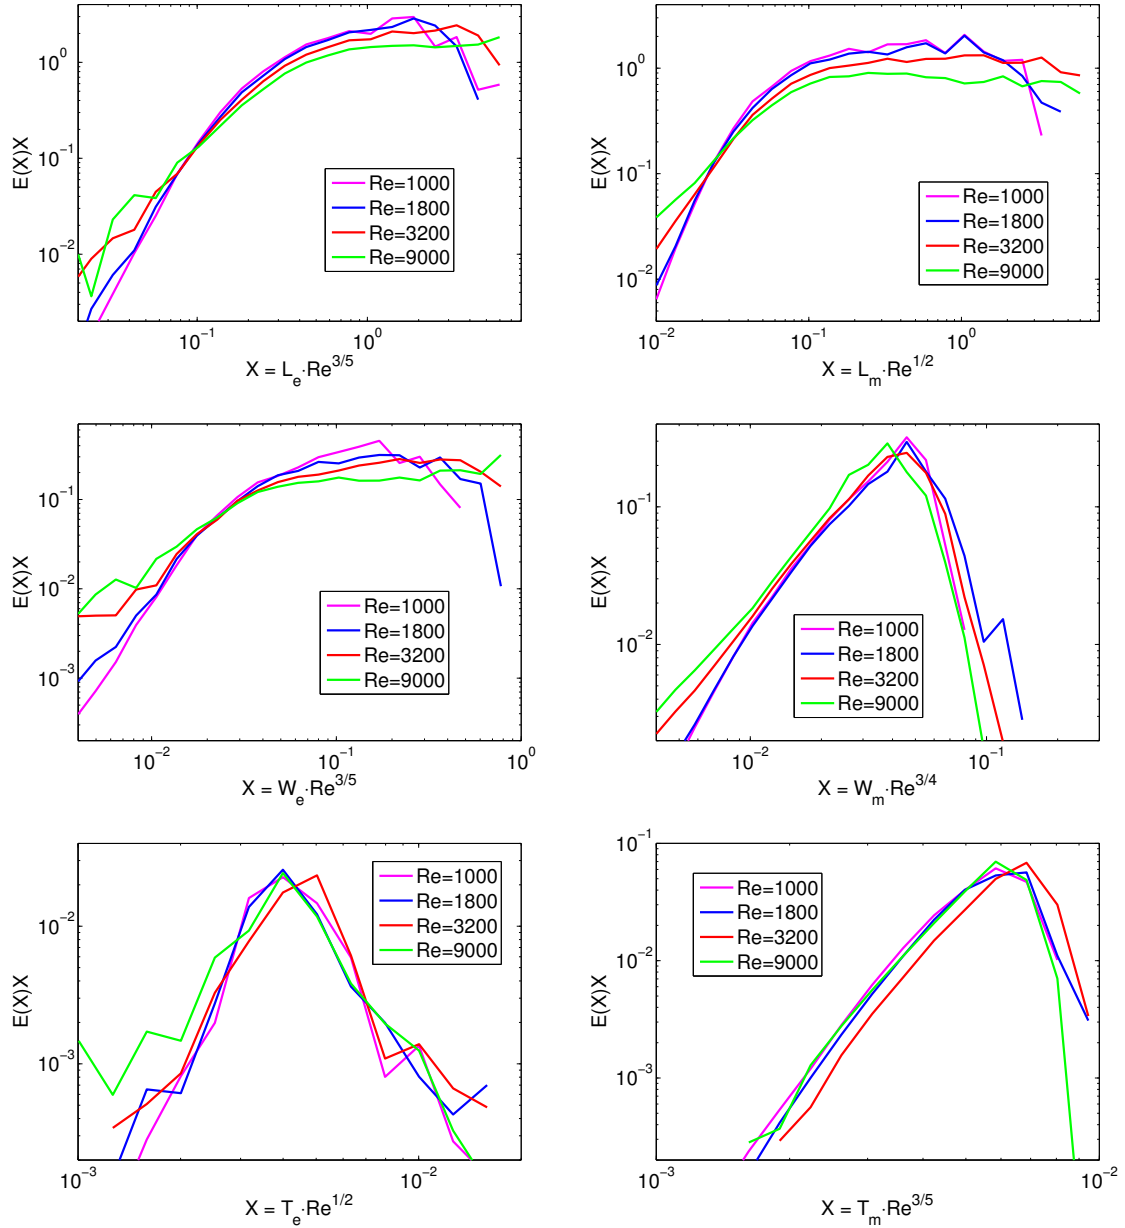 10^0
10^-1
10^-2
E(X)X
Re=1000
Re=1800
Re=3200
Re=9000
10^-1
10^0
X = L_e·Re^3/5
10^1
10^0
10^-1
10^-2
E(X)X
Re=1000
Re=1800
Re=3200
Re=9000
10^-2
10^-1
10^0
X = L_m·Re^1/2
10^-1
10^-2
10^-3
E(X)X
Re=1000
Re=1800
Re=3200
Re=9000
10^-2
10^-1
10^0
X = W_e·Re^3/5
10^-1
10^-2
E(X)X
Re=1000
Re=1800
Re=3200
Re=9000
10^-2
10^-1
X = W_m·Re^3/4
10^-2
10^-3
E(X)X
Re=1000
Re=1800
Re=3200
Re=9000
10^-3
10^-2
X = T_e·Re^1/2
10^-1
10^-2
10^-3
E(X)X
Re=1000
Re=1800
Re=3200
Re=9000
10^-3
10^-2
X = T_m·Re^3/5